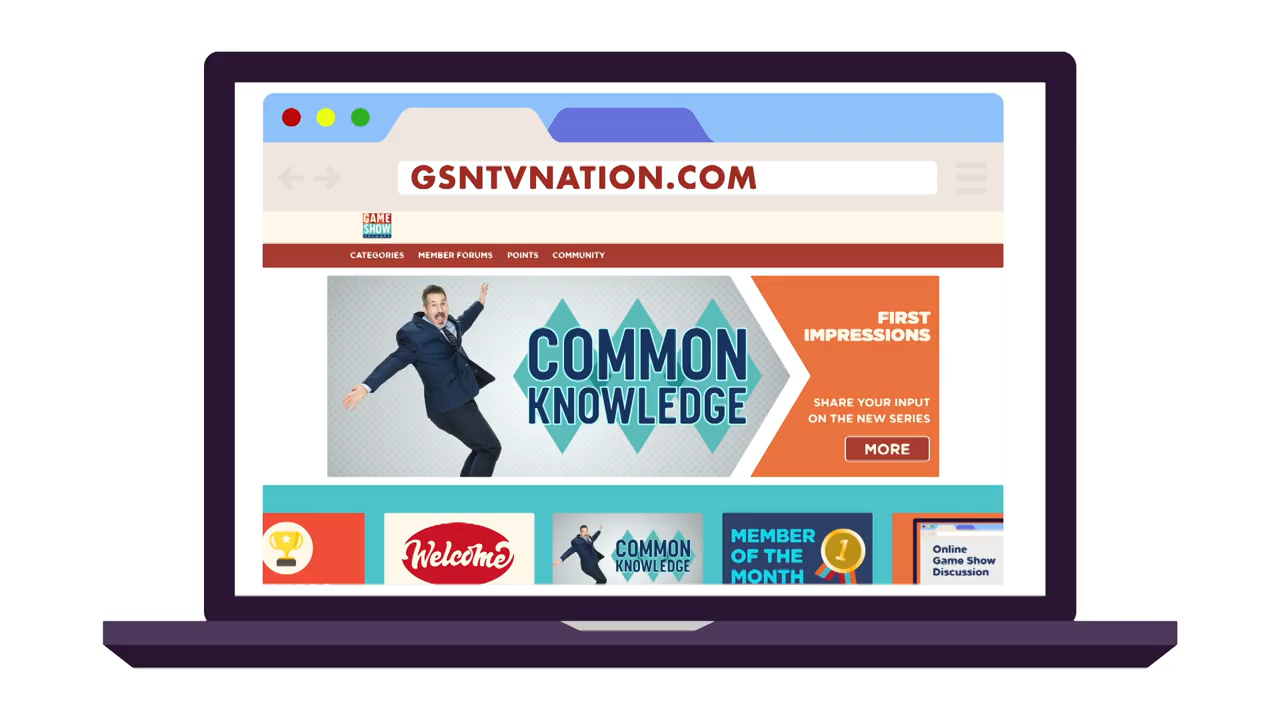 GSNTVNATION.COM
GAME
SHOW
NETWORK
CATEGORIES MEMBER FORUMS POINTS COMMUNITY
COMMON
KNOWLEDGE
FIRST
IMPRESSIONS
SHARE YOUR INPUT
ON THE NEW SERIES
MORE
Welcome
COMMON
KNOWLEDGE
MEMBER
OF THE
MONTH
1
Online
Game Show
Discussion